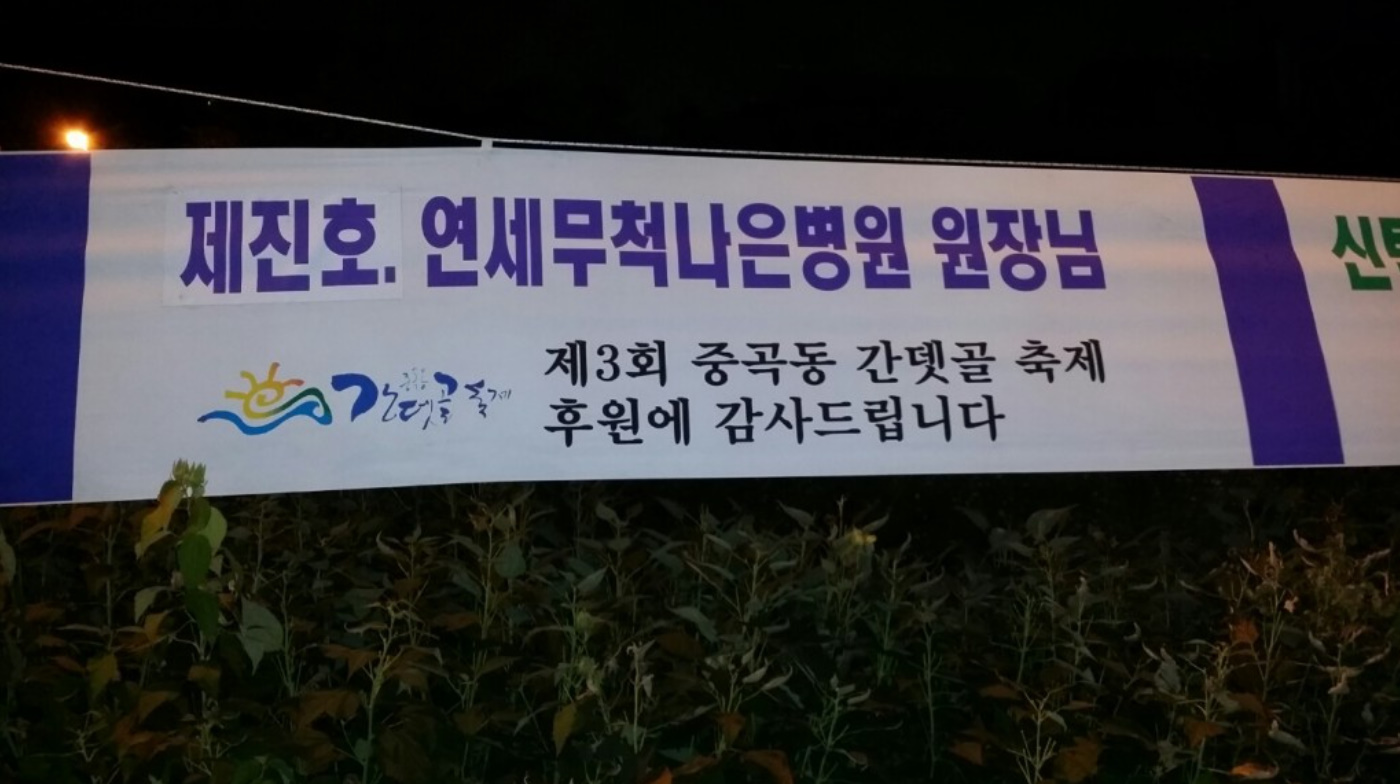 제진호. 연세무척나은병원 원장님
간뎃골 축제
제3회 중곡동 간뎃골 축제
후원에 감사드립니다
신